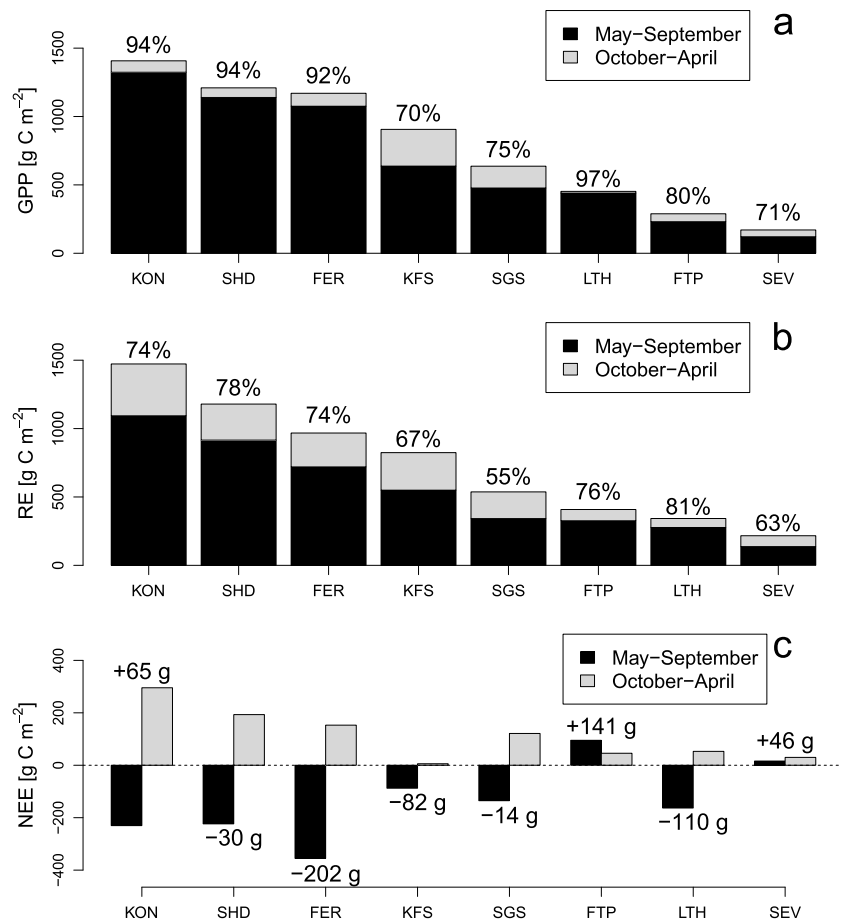 a
May−September
October−April
94%
94%
92%
70%
75%
97%
80%
71%
GPP [g C m−2]
1500
1000
500
0
KON SHD FER KFS SGS LTH FTP SEV
b
May−September
October−April
74%
78%
74%
67%
55%
76%
81%
63%
RE [g C m−2]
1500
1000
500
0
KON SHD FER KFS SGS FTP LTH SEV
c
May−September
October−April
+65 g
−30 g
−202 g
−82 g
−14 g
+141 g
−110 g
+46 g
NEE [g C m−2]
400
200
0
−200
−400
KON SHD FER KFS SGS FTP LTH SEV